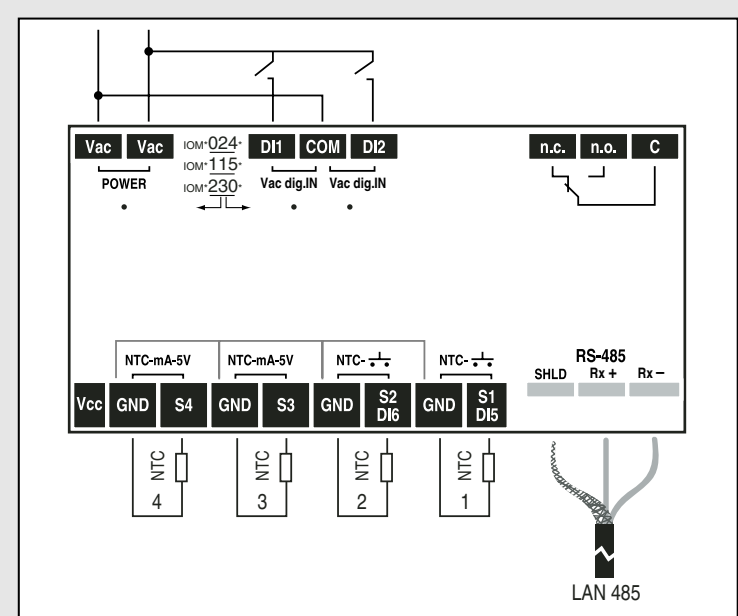 Vac Vac IOM*024* DI1 COM DI2 n.c. n.o. C
IOM*115*
POWER IOM*230* Vac dig.IN Vac dig.IN
NTC-mA-5V NTC-mA-5V NTC- NTC- RS-485
SHLD Rx + Rx −
Vcc GND S4 GND S3 GND S2 GND S1
DI6 DI5
NTC NTC NTC NTC
4 3 2 1
LAN 485